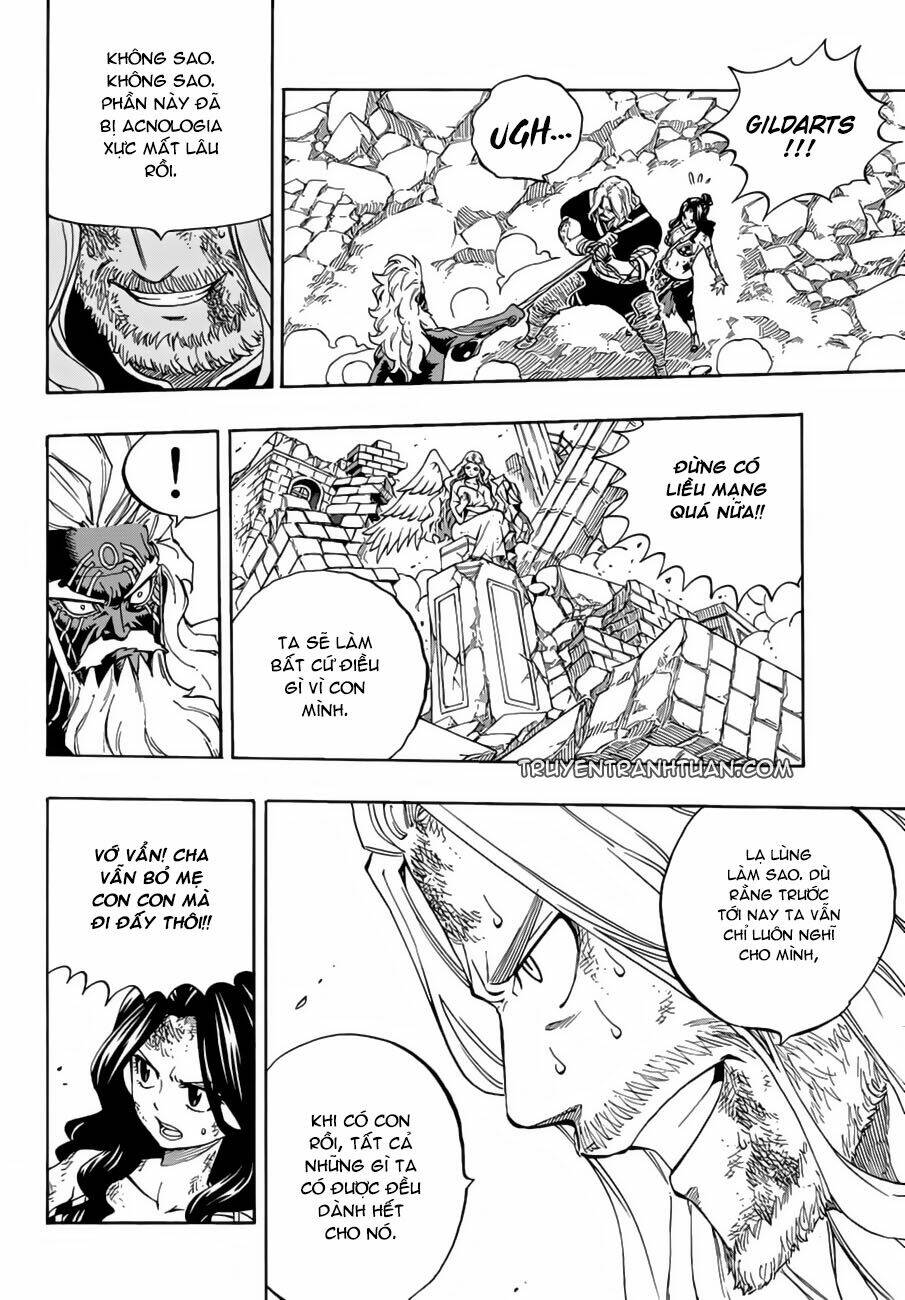 KHÔNG SAO.
KHÔNG SAO.
PHẦN NÀY ĐÃ
BỊ ACNOLOGIA
XỰC MẤT LÂU
RỒI.
UGH...
GILDARTS
!!!
!
ĐỪNG CÓ
LIỀU MẠNG
QUÁ NỮA!!
TA SẼ LÀM
BẤT CỨ ĐIỀU
GÌ VÌ CON
MÌNH.
TRUYENTRANHTUAN.COM
VỚ VẨN! CHA
VẪN BỎ MẸ
CON CON MÀ
ĐI ĐẤY THÔI!!
LẠ LÙNG
LÀM SAO. DÙ
RẰNG TRƯỚC
TỚI NAY TA VẪN
CHỈ LUÔN NGHĨ
CHO MÌNH,
KHI CÓ CON
RỒI, TẤT CẢ
NHỮNG GÌ TA
CÓ ĐƯỢC ĐỀU
DÀNH HẾT
CHO NÓ.